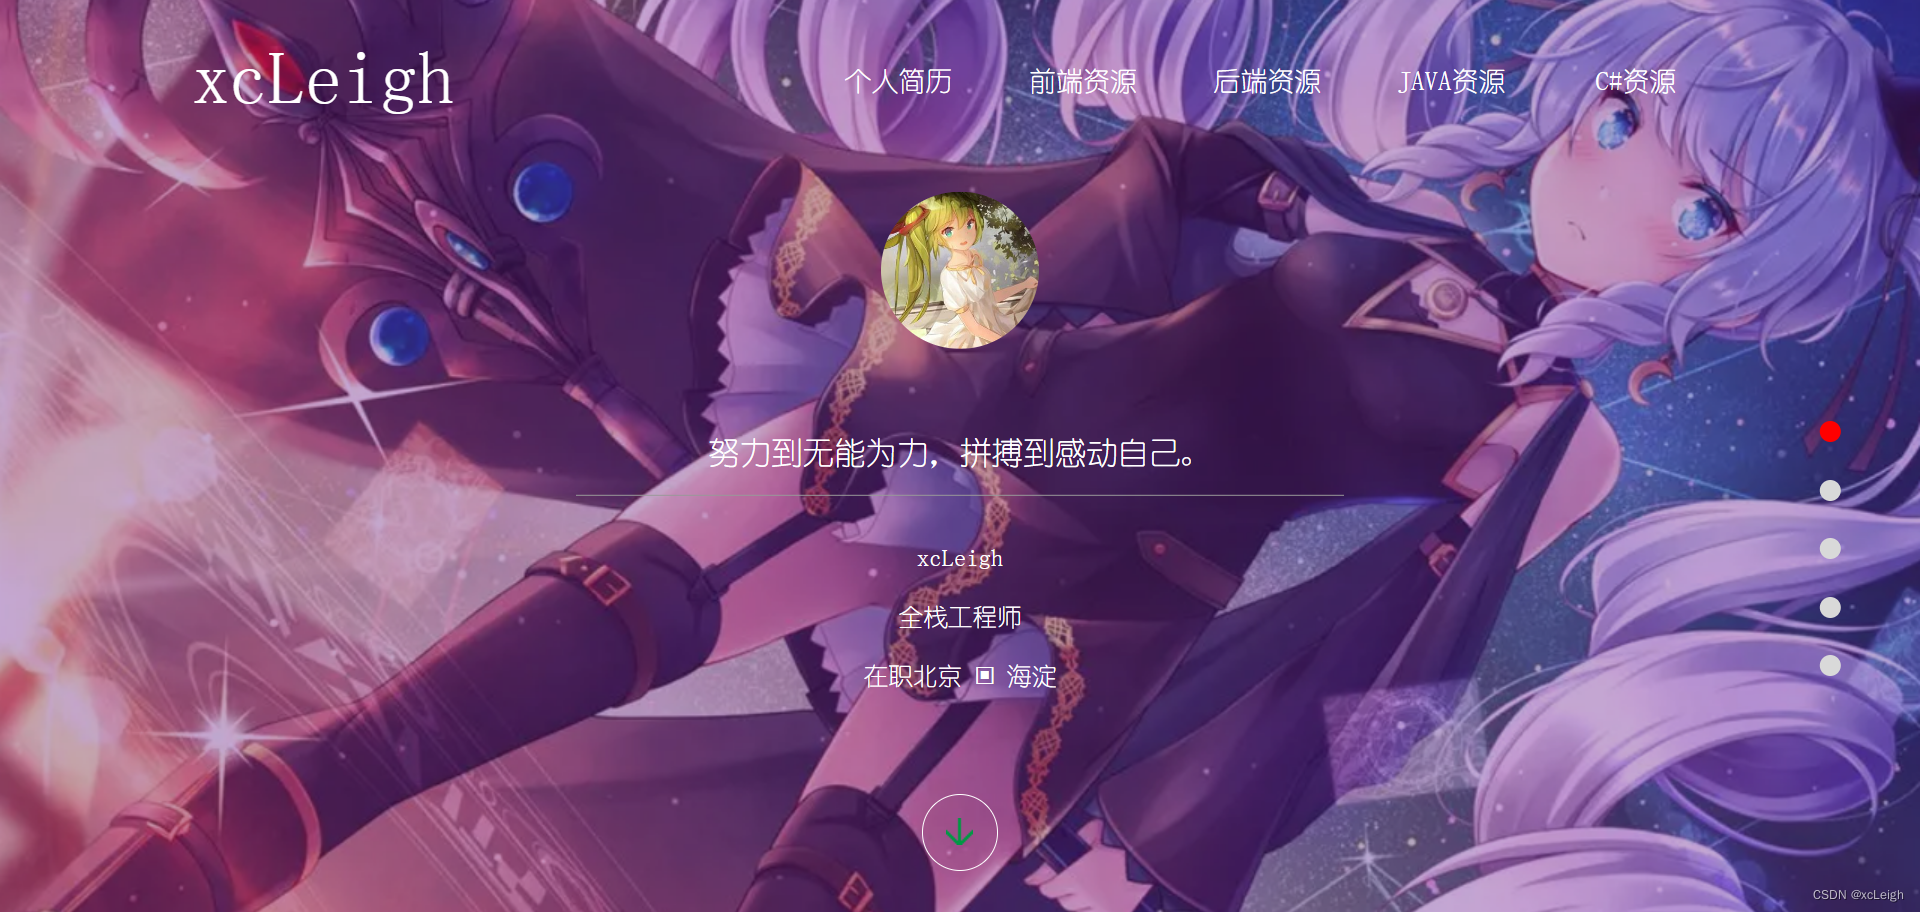 xcLeigh
个人简历 前端资源 后端资源 JAVA资源 C#资源
努力到无能为力，拼搏到感动自己。
xcLeigh
全栈工程师
在职北京 ▣ 海淀
CSDN @xcLeigh